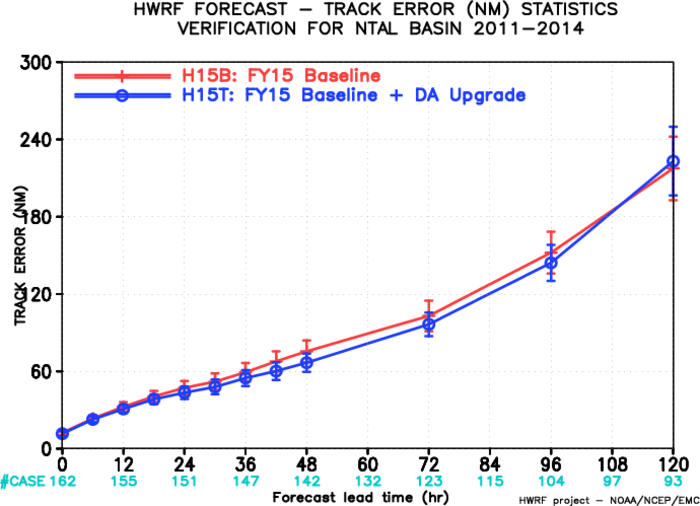 HWRF FORECAST – TRACK ERROR (NM) STATISTICS
VERIFICATION FOR NTAL BASIN 2011–2014
H15B: FY15 Baseline
H15T: FY15 Baseline + DA Upgrade
TRACK ERROR (NM)
300
240
180
120
60
0
0 12 24 36 48 60 72 84 96 108 120
#CASE 162 155 151 147 142 132 123 115 104 97 93
Forecast lead time (hr)
HWRF project – NOAA/NCEP/EMC